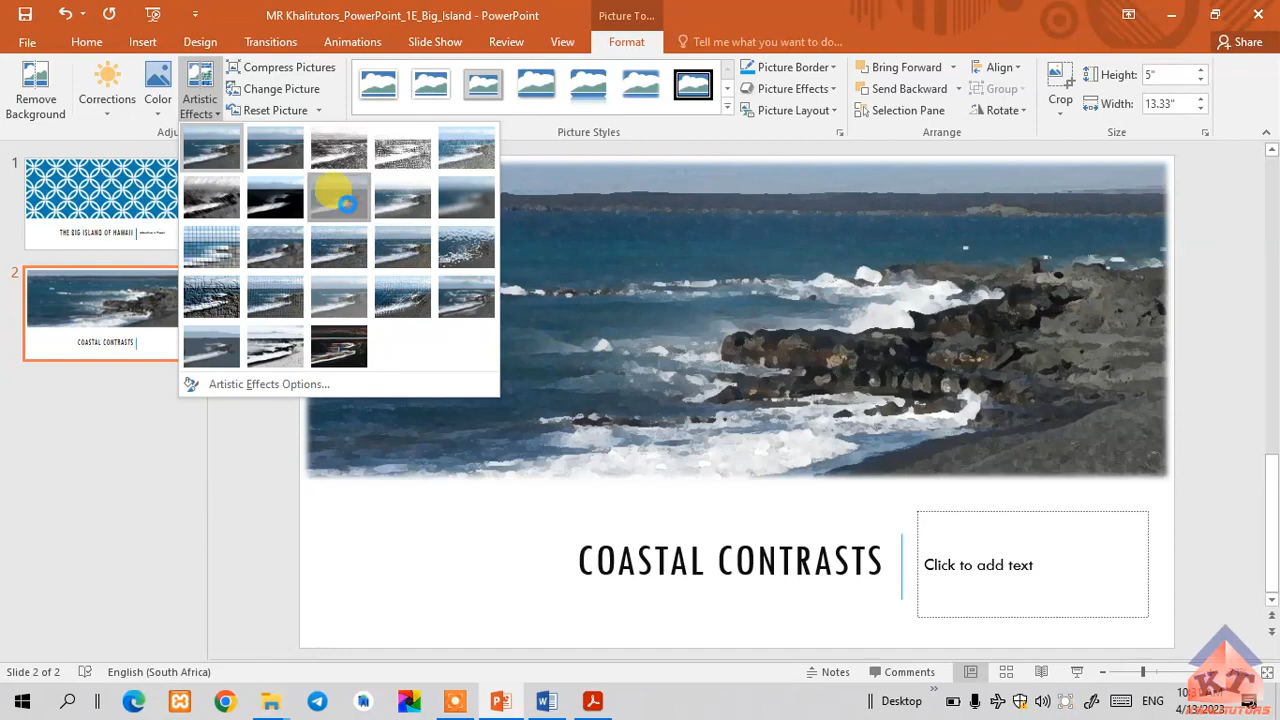 MR Khalitutors_PowerPoint_1E_Big_Island - PowerPoint
Picture To...
File
Home
Insert
Design
Transitions
Animations
Slide Show
Review
View
Format
Tell me what you want to do...
Share
Remove Background
Corrections
Color
Artistic Effects
Compress Pictures
Change Picture
Reset Picture
Picture Border
Picture Effects
Picture Layout
Bring Forward
Send Backward
Selection Pane
Align
Group
Rotate
Crop
Height: 5"
Width: 13.33"
Adju
Picture Styles
Arrange
Size
Artistic Effects Options...
1
THE BIG ISLAND OF HAWAII
2
COASTAL CONTRASTS
COASTAL CONTRASTS
Click to add text
Slide 2 of 2
English (South Africa)
Notes
Comments
Desktop
ENG
4/13/2023
KT